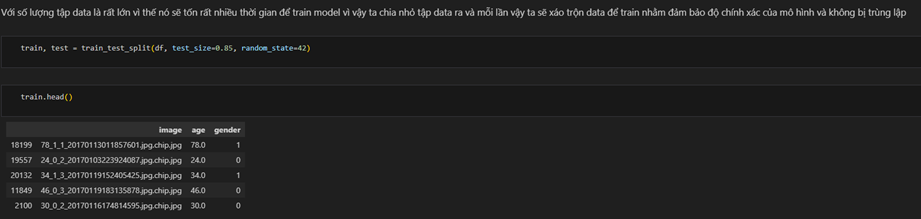 Với số lượng tập data là rất lớn vì thế nó sẽ tốn rất nhiều thời gian để train model vì vậy ta chia nhỏ tập data ra và mỗi lần vậy ta sẽ xáo trộn data để train nhằm đảm bảo độ chính xác của mô hình và không bị trùng lập
train, test = train_test_split(df, test_size=0.85, random_state=42)
train.head()
image age gender
18199 78_1_1_20170113011857601.jpg.chip.jpg 78.0 1
19557 24_0_2_20170103223924087.jpg.chip.jpg 24.0 0
20132 34_1_3_20170119152405425.jpg.chip.jpg 34.0 1
11849 46_0_3_20170119183135878.jpg.chip.jpg 46.0 0
2100 30_0_2_20170116174814595.jpg.chip.jpg 30.0 0